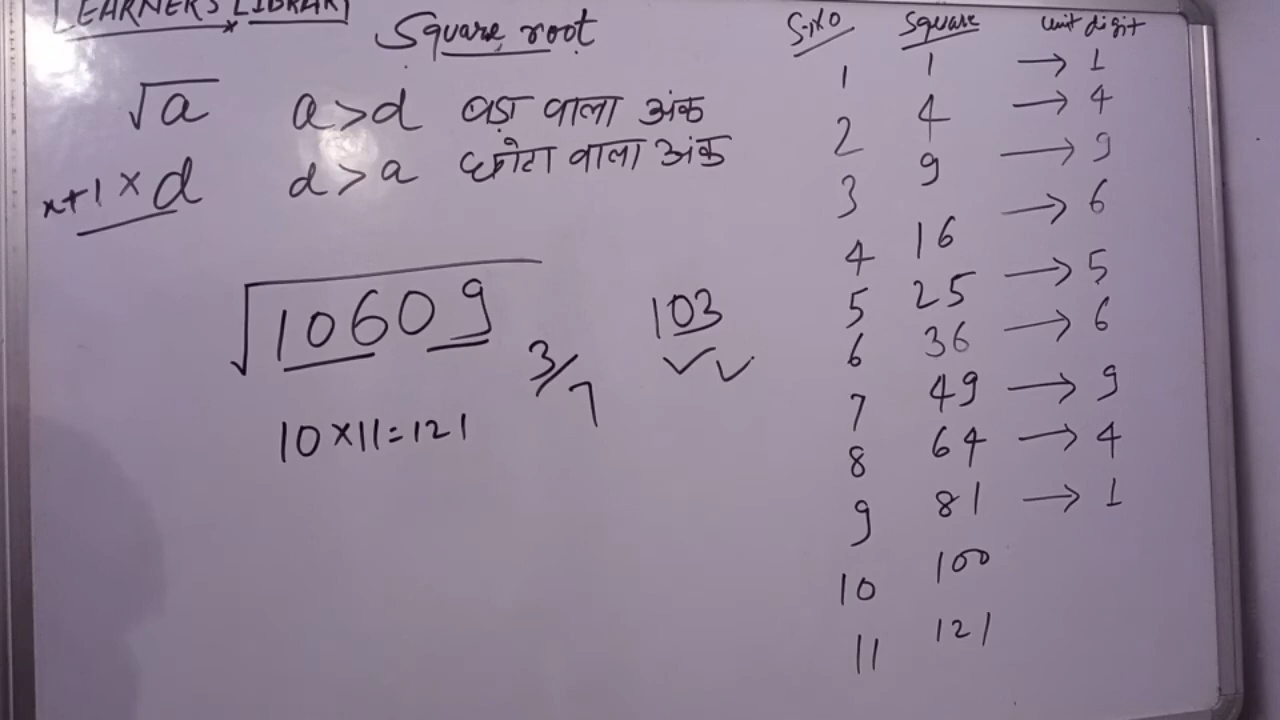 LEARNER'S LIBRARY
Square root
√a a>d बड़ा वाला अंक
x+1 × d d>a छोटा वाला अंक
√10609 3/7 103
10×11=121
S.No Square unit digit
1 1 → 1
2 4 → 4
3 9 → 9
4 16 → 6
5 25 → 5
6 36 → 6
7 49 → 9
8 64 → 4
9 81 → 1
10 100
11 121